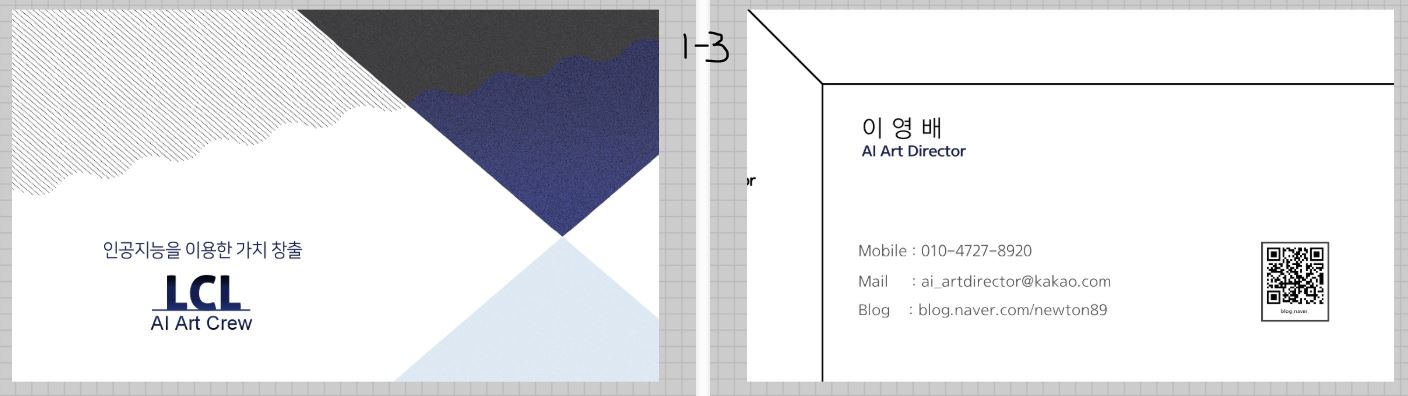 인공지능을 이용한 가치 창출
LCL
AI Art Crew
1-3
이 영 배
AI Art Director
or
Mobile : 010-4727-8920
Mail : ai_artdirector@kakao.com
Blog : blog.naver.com/newton89
blog.naver